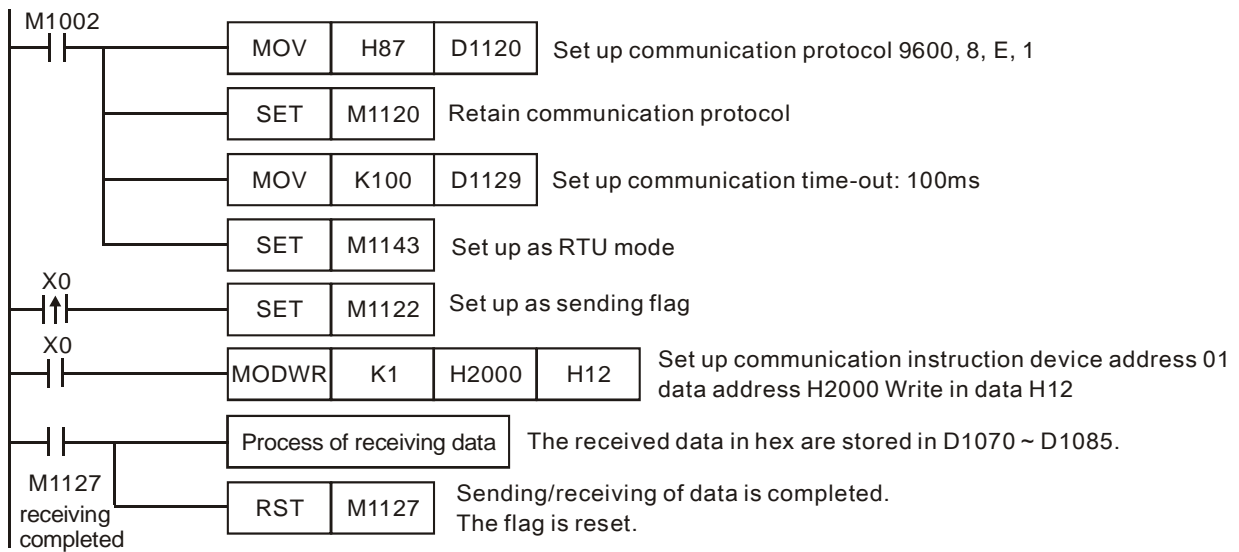 M1002
MOV H87 D1120 Set up communication protocol 9600, 8, E, 1
SET M1120 Retain communication protocol
MOV K100 D1129 Set up communication time-out: 100ms
SET M1143 Set up as RTU mode
X0
SET M1122 Set up as sending flag
X0
MODWR K1 H2000 H12 Set up communication instruction device address 01
data address H2000 Write in data H12
Process of receiving data The received data in hex are stored in D1070 ~ D1085.
M1127
receiving
completed
RST M1127 Sending/receiving of data is completed.
The flag is reset.